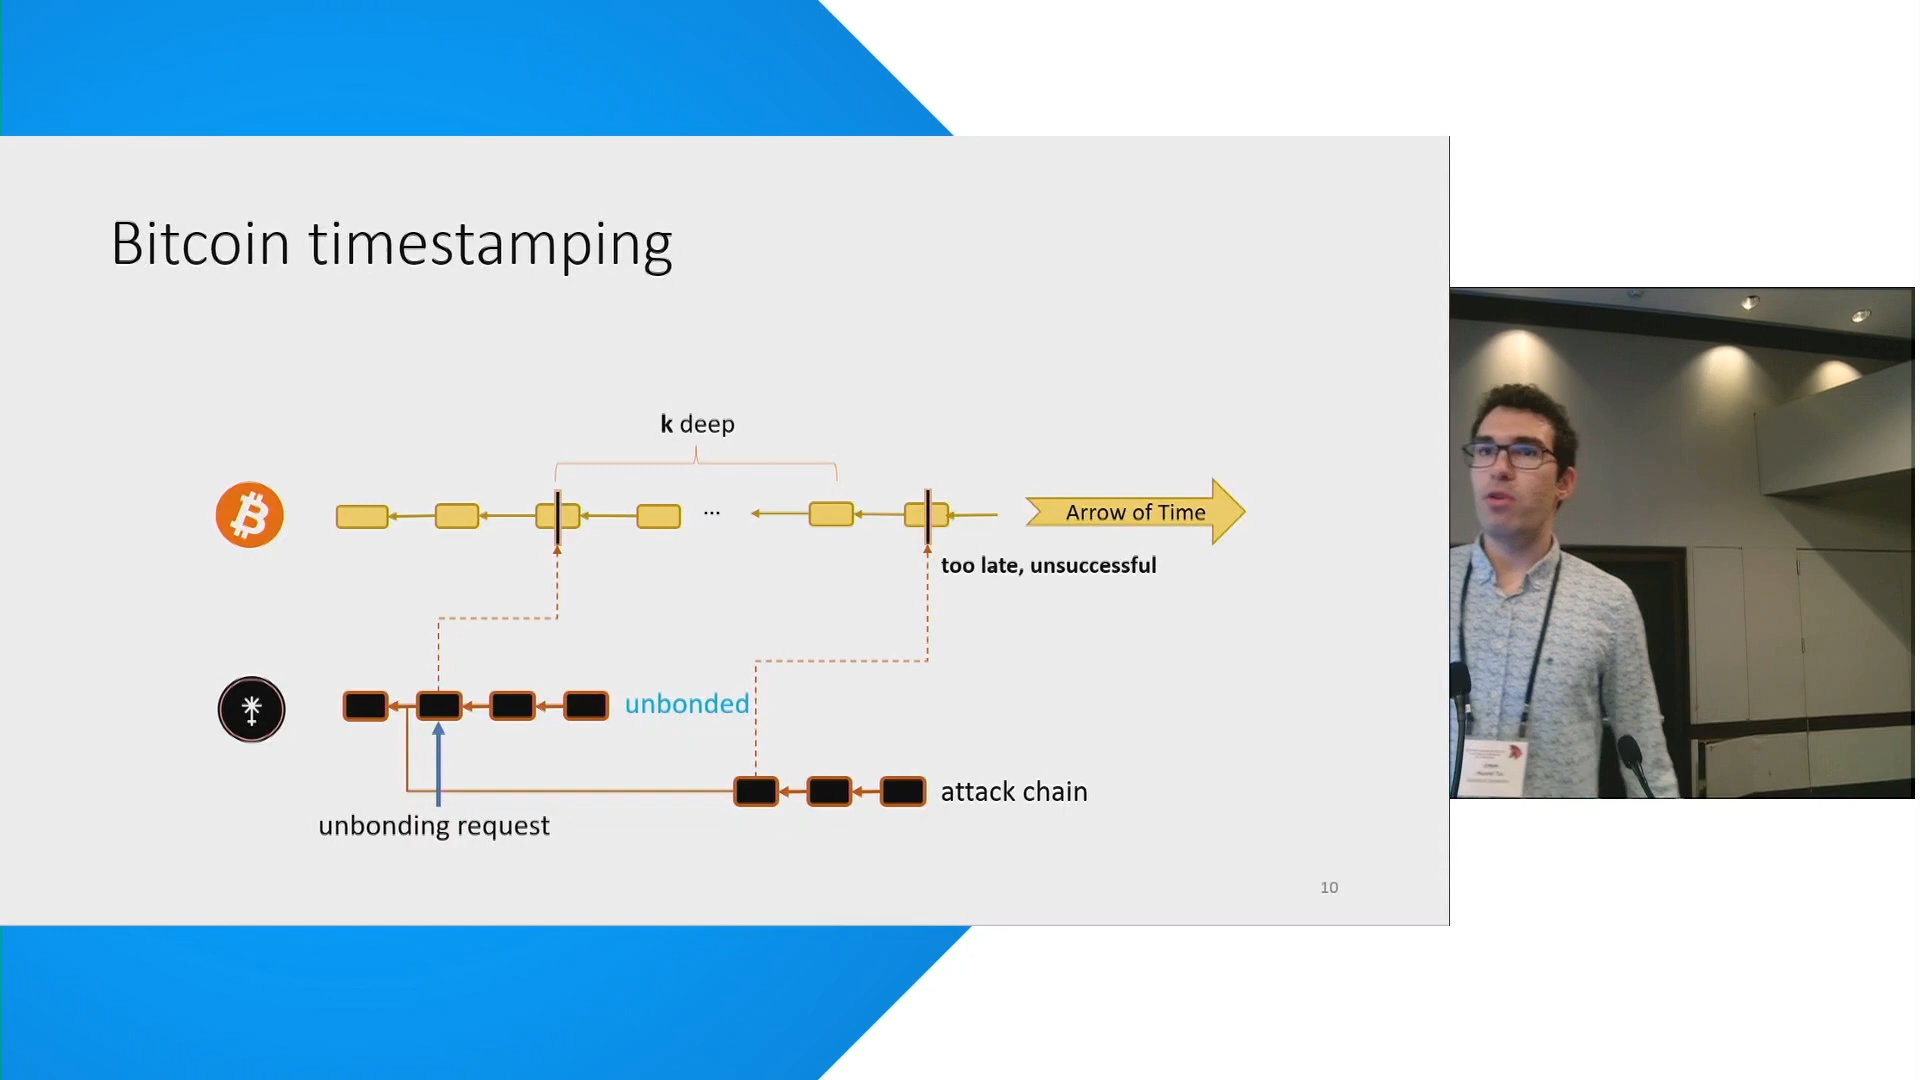 Bitcoin timestamping
k deep
...
Arrow of Time
too late, unsuccessful
unbonded
attack chain
unbonding request
10